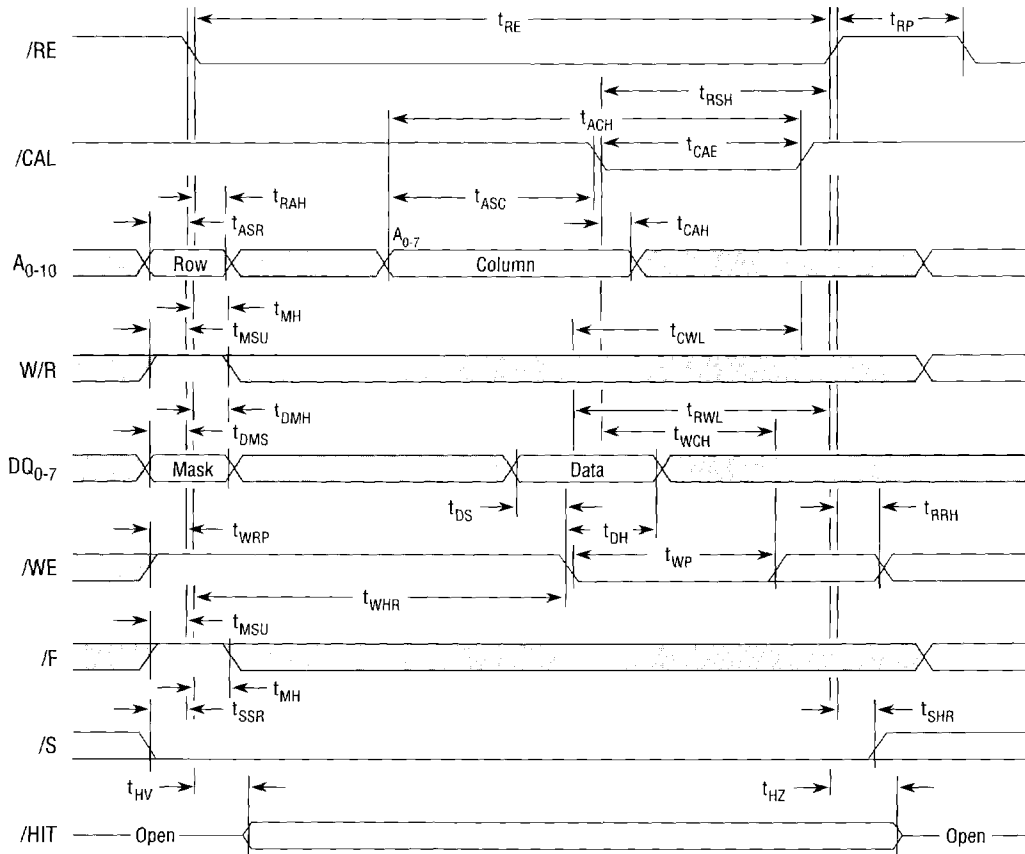 t_RE
t_RP
/RE
t_RSH
t_ACH
/CAL
t_CAE
t_RAH
t_ASC
t_ASR
t_CAH
A_0-7
A_0-10
Row
Column
t_MH
t_MSU
t_CWL
W/R
t_DMH
t_RWL
t_DMS
t_WCH
DQ_0-7
Mask
Data
t_DS
t_RRH
t_WRP
t_DH
/WE
t_WP
t_WHR
t_MSU
/F
t_MH
t_SSR
t_SHR
/S
t_HV
t_HZ
/HIT
Open
Open